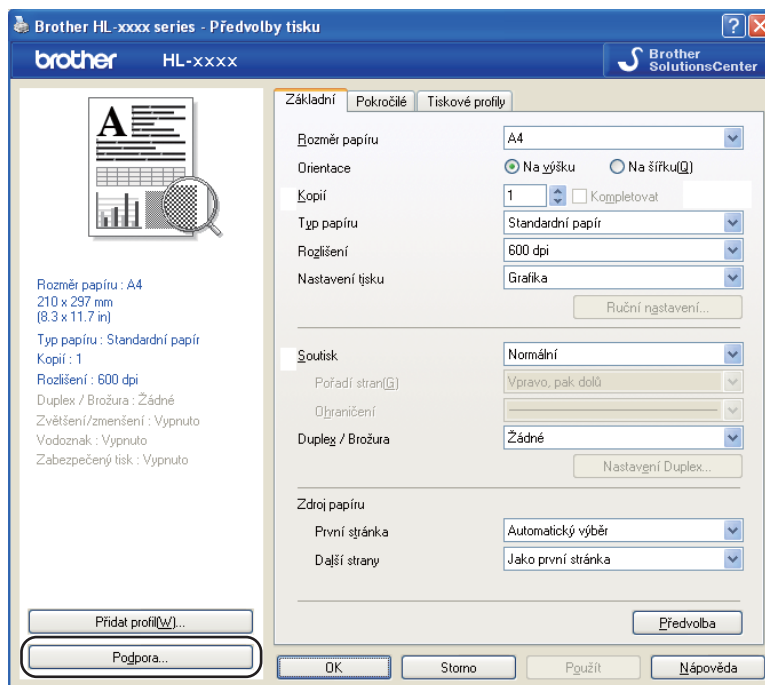 Brother HL-xxxx series - Předvolby tisku
brother HL-xxxx
Brother
SolutionsCenter
A
Rozměr papíru : A4
210 x 297 mm
(8.3 x 11.7 in)
Typ papíru : Standardní papír
Kopií : 1
Rozlišení : 600 dpi
Duplex / Brožura : Žádné
Zvětšení/zmenšení : Vypnuto
Vodoznak : Vypnuto
Zabezpečený tisk : Vypnuto
Přidat profil(W)...
Podpora...
Základní Pokročilé Tiskové profily
Rozměr papíru A4
Orientace Na výšku Na šířku(Q)
Kopií 1 Kompletovat
Typ papíru Standardní papír
Rozlišení 600 dpi
Nastavení tisku Grafika
Ruční nastavení...
Soutisk Normální
Pořadí stran(G) Vpravo, pak dolů
Ohraničení
Duplex / Brožura Žádné
Nastavení Duplex...
Zdroj papíru
První stránka Automatický výběr
Další strany Jako první stránka
Předvolba
OK Storno Použít Nápověda